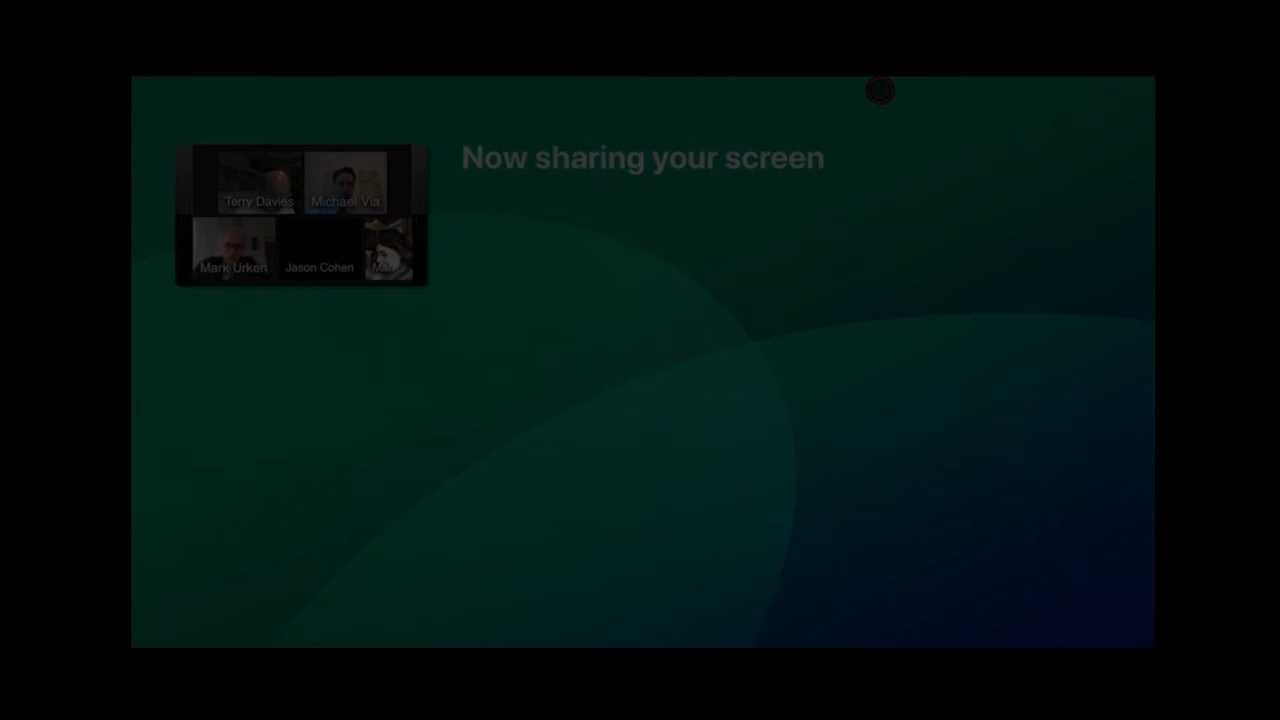 Now sharing your screen
Terry Davies
Michael Via
Mark Urken
Jason Cohen